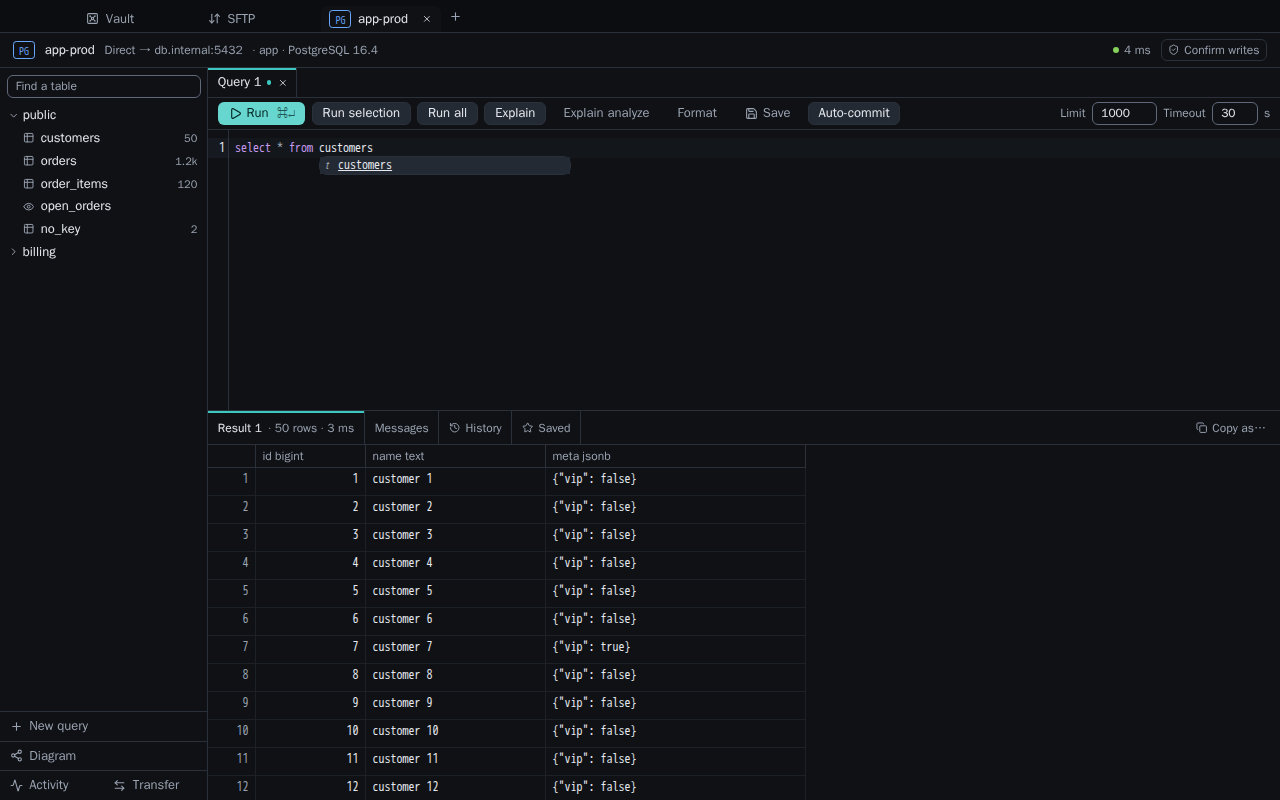 Vault SFTP PG app-prod × +
PG app-prod Direct → db.internal:5432 · app · PostgreSQL 16.4 4 ms Confirm writes
Find a table
public
customers 50
orders 1.2k
order_items 120
open_orders
no_key 2
billing
New query
Diagram
Activity Transfer
Query 1 • ×
Run ⌘↵ Run selection Run all Explain Explain analyze Format Save Auto-commit Limit 1000 Timeout 30 s
1 select * from customers
t customers
Result 1 · 50 rows · 3 ms Messages History Saved Copy as···
id bigint name text meta jsonb
1 1 customer 1 {"vip": false}
2 2 customer 2 {"vip": false}
3 3 customer 3 {"vip": false}
4 4 customer 4 {"vip": false}
5 5 customer 5 {"vip": false}
6 6 customer 6 {"vip": false}
7 7 customer 7 {"vip": true}
8 8 customer 8 {"vip": false}
9 9 customer 9 {"vip": false}
10 10 customer 10 {"vip": false}
11 11 customer 11 {"vip": false}
12 12 customer 12 {"vip": false}